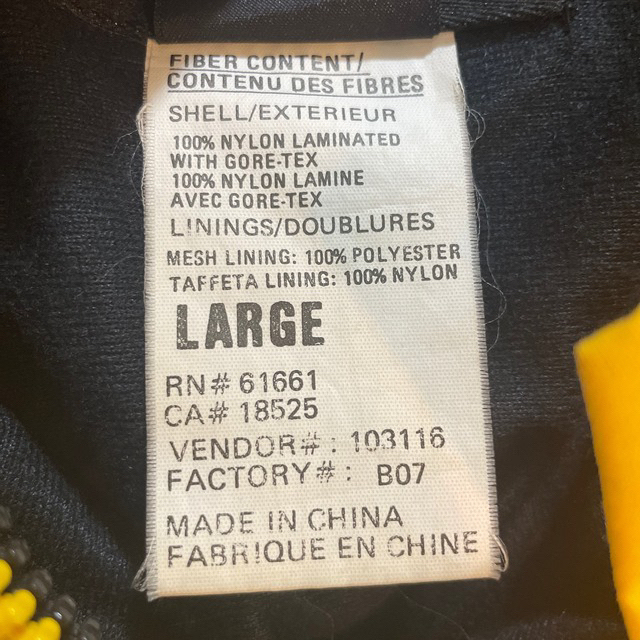 FIBER CONTENT/
CONTENU DES FIBRES
SHELL/EXTERIEUR
100% NYLON LAMINATED
WITH GORE-TEX
100% NYLON LAMINE
AVEC GORE-TEX
LININGS/DOUBLURES
MESH LINING: 100% POLYESTER
TAFFETA LINING: 100% NYLON
LARGE
RN# 61661
CA# 18525
VENDOR#: 103116
FACTORY#: B07
MADE IN CHINA
FABRIQUE EN CHINE